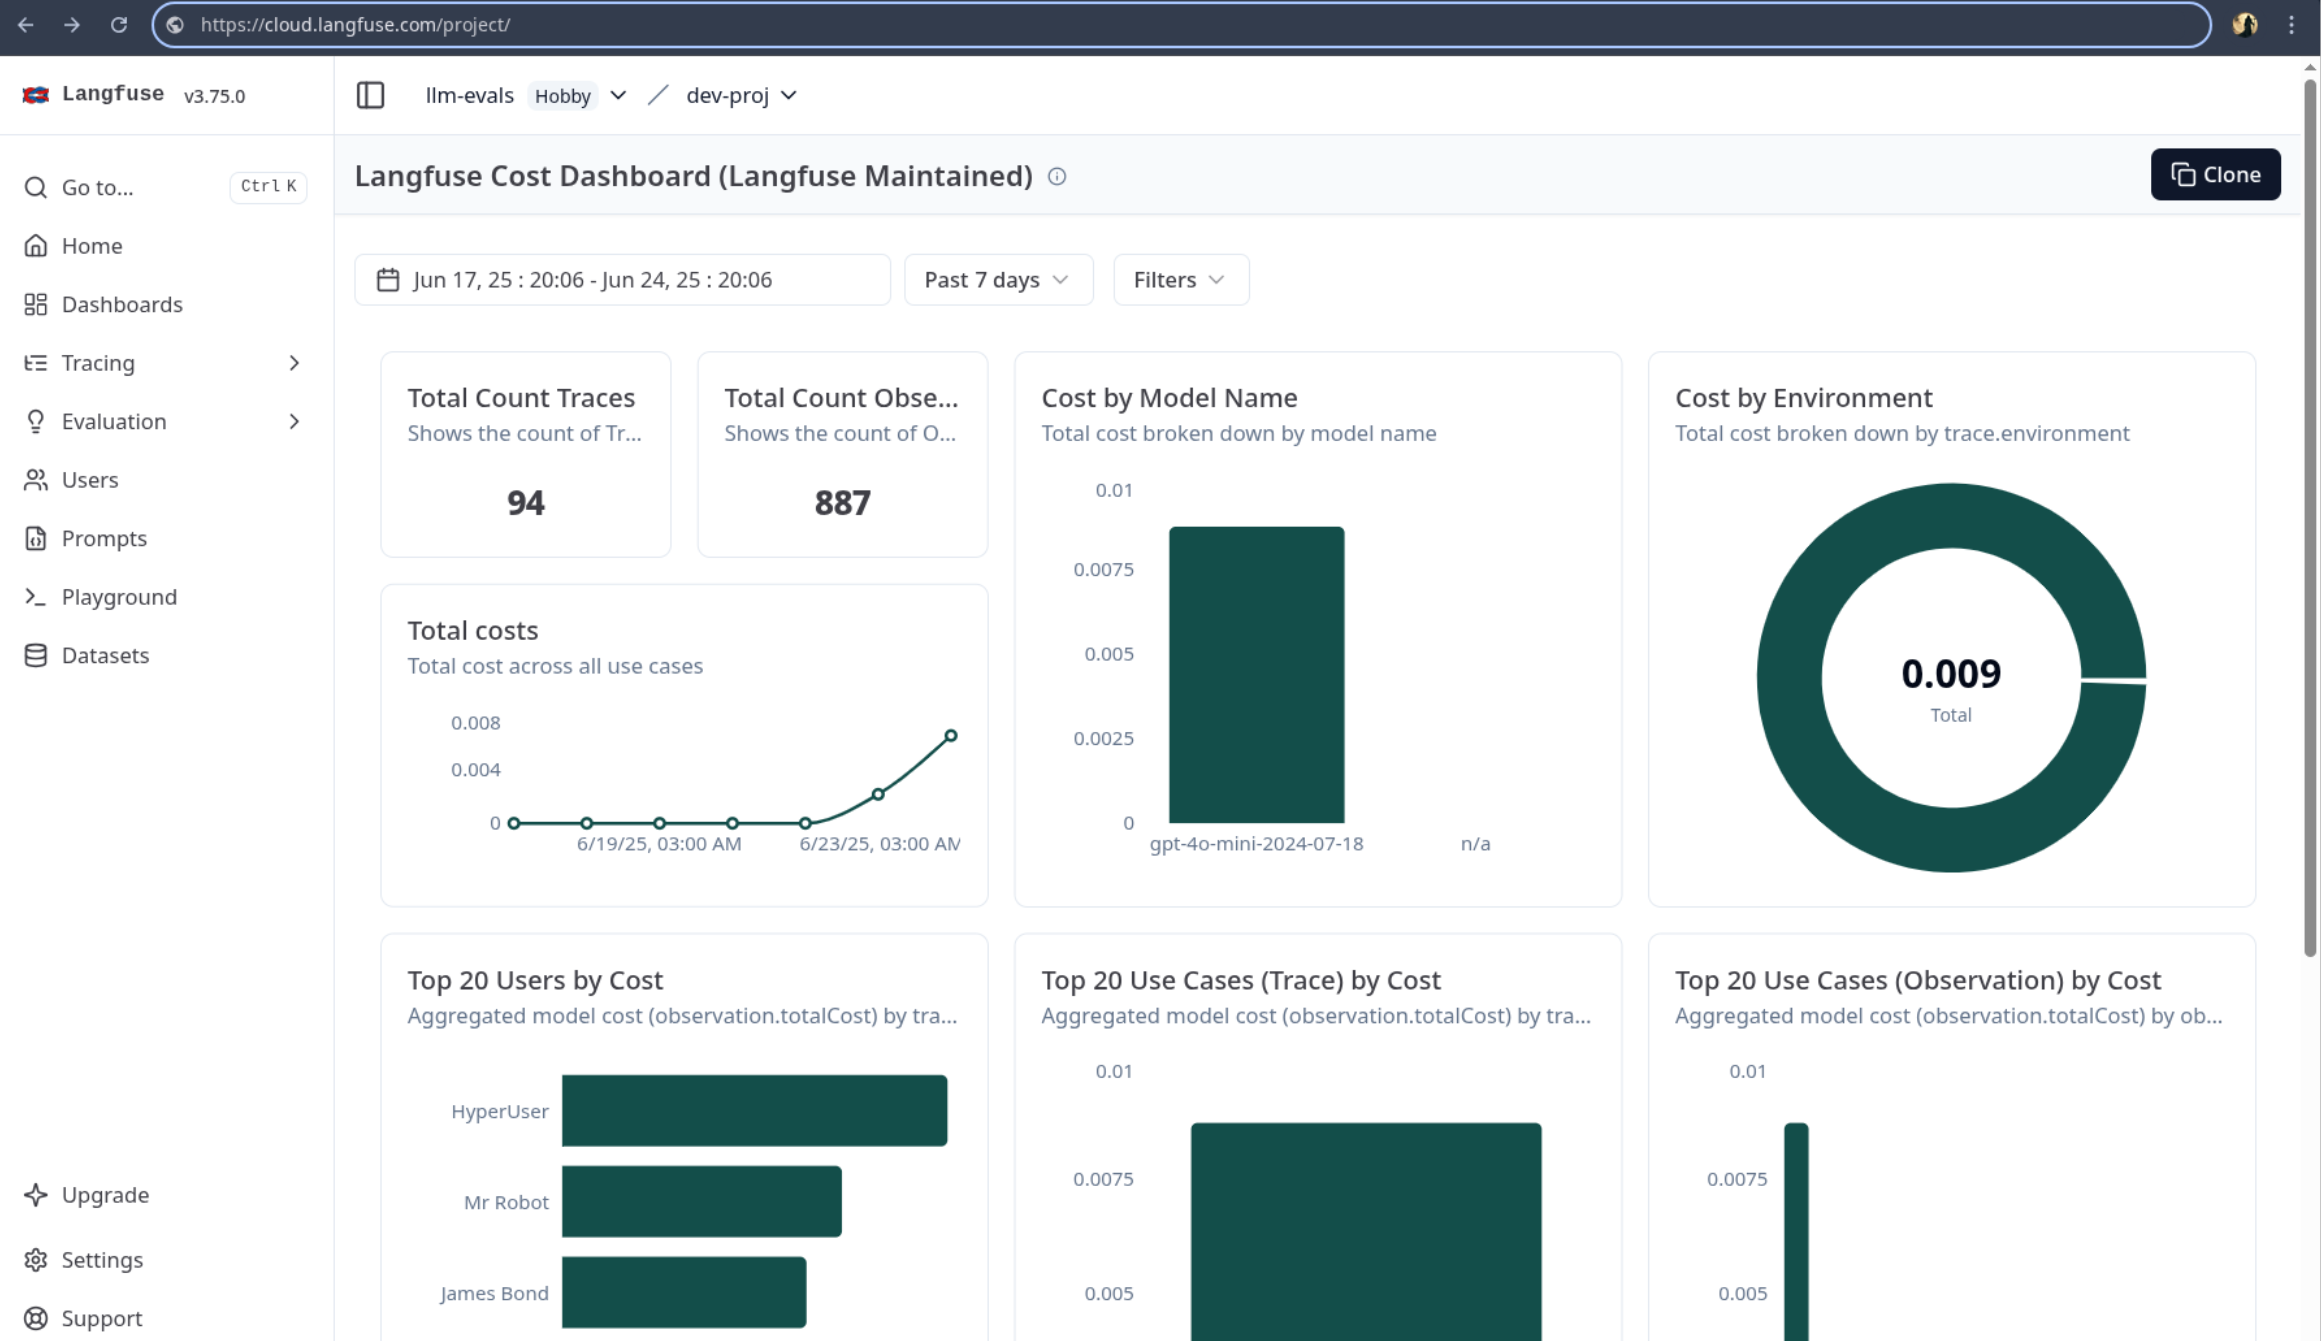 https://cloud.langfuse.com/project/
Langfuse v3.75.0
llm-evals Hobby dev-proj
Langfuse Cost Dashboard (Langfuse Maintained)
Clone
Go to...
Ctrl K
Home
Dashboards
Tracing
Evaluation
Users
Prompts
Playground
Datasets
Upgrade
Settings
Support
Jun 17, 25 : 20:06 - Jun 24, 25 : 20:06
Past 7 days
Filters
Total Count Traces
Shows the count of Tr...
94
Total Count Obse...
Shows the count of O...
887
Total costs
Total cost across all use cases
0.008
0.004
0
6/19/25, 03:00 AM
6/23/25, 03:00 AM
Cost by Model Name
Total cost broken down by model name
0.01
0.0075
0.005
0.0025
0
gpt-4o-mini-2024-07-18
n/a
Cost by Environment
Total cost broken down by trace.environment
0.009
Total
Top 20 Users by Cost
Aggregated model cost (observation.totalCost) by tra...
HyperUser
Mr Robot
James Bond
Top 20 Use Cases (Trace) by Cost
Aggregated model cost (observation.totalCost) by tra...
0.01
0.0075
0.005
Top 20 Use Cases (Observation) by Cost
Aggregated model cost (observation.totalCost) by ob...
0.01
0.0075
0.005